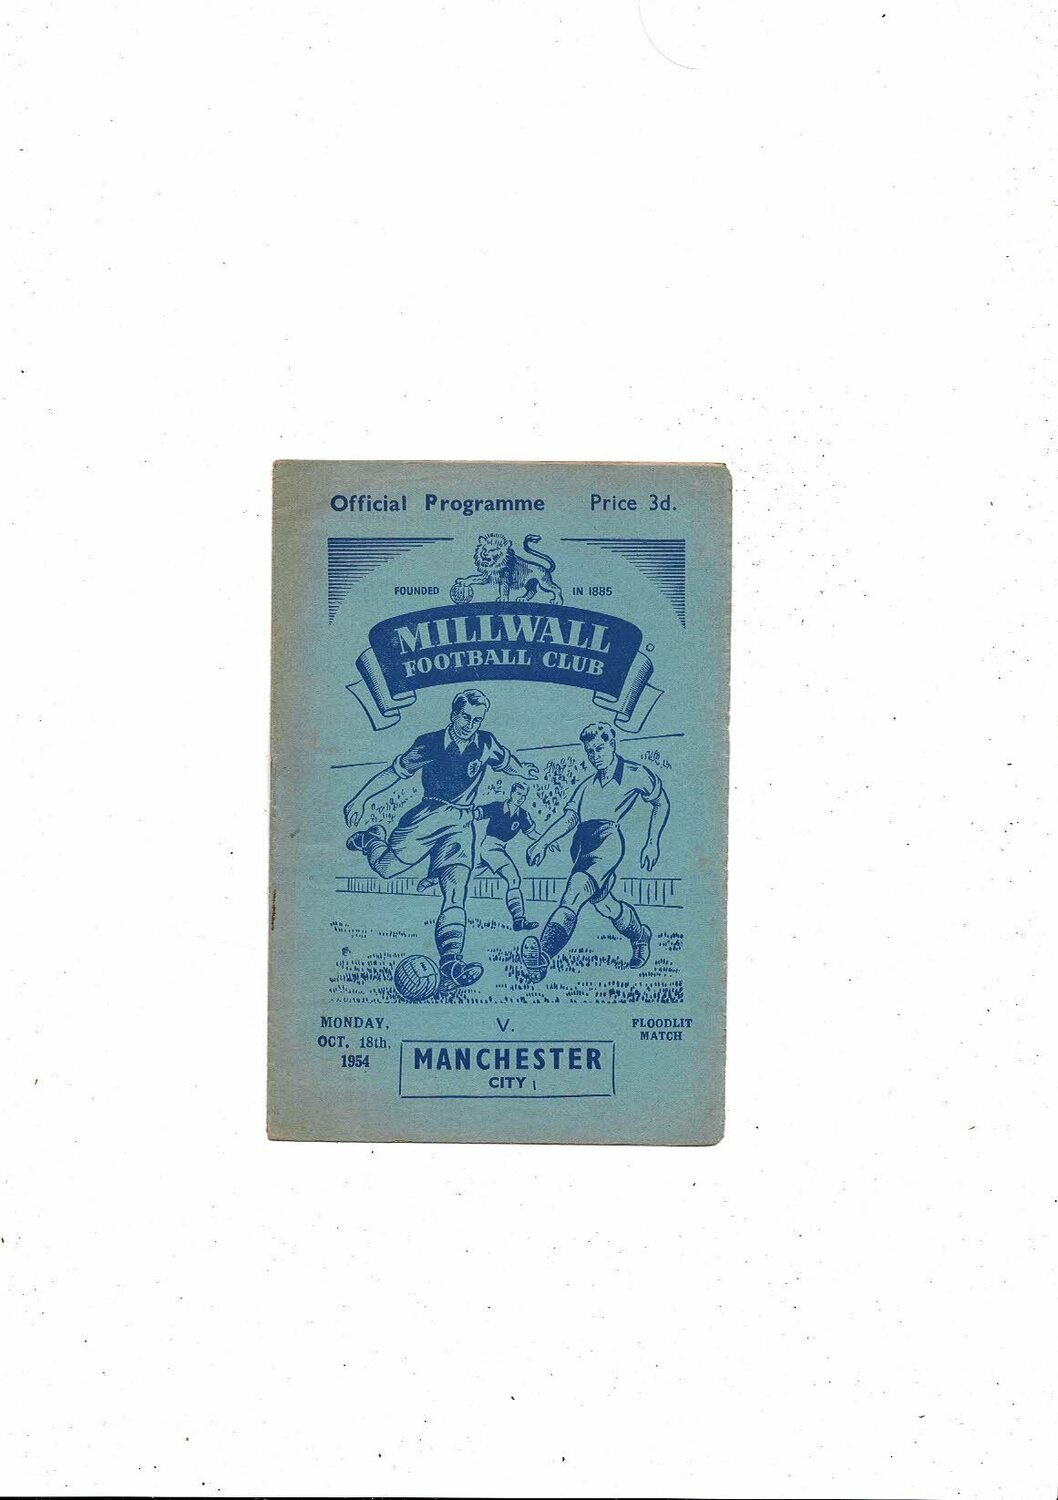 Official Programme Price 3d.
FOUNDED IN 1885
MILLWALL
FOOTBALL CLUB
MONDAY,
OCT. 18th,
1954
V.
MANCHESTER
CITY
FLOODLIT
MATCH